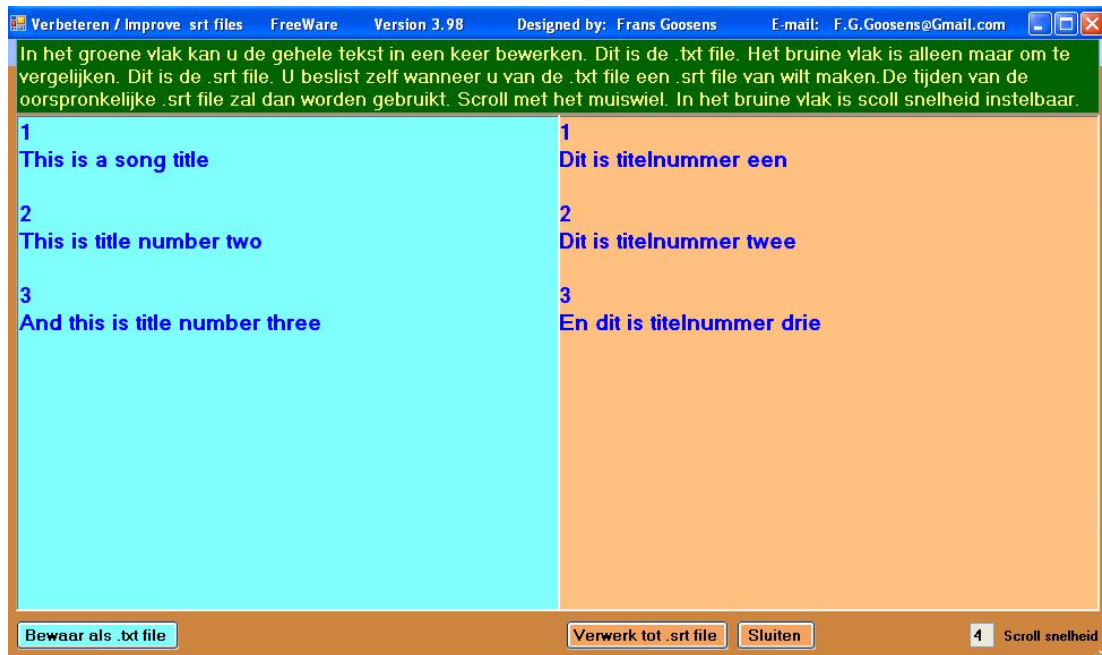 Verbeteren / Improve srt files FreeWare Version 3.98 Designed by: Frans Goosens E-mail: F.G.Goosens@Gmail.com
In het groene vlak kan u de gehele tekst in een keer bewerken. Dit is de .txt file. Het bruine vlak is alleen maar om te
vergelijken. Dit is de .srt file. U beslist zelf wanneer u van de .txt file een .srt file van wilt maken.De tijden van de
oorspronkelijke .srt file zal dan worden gebruikt. Scroll met het muiswiel. In het bruine vlak is scoll snelheid instelbaar.
1
This is a song title
2
This is title number two
3
And this is title number three
1
Dit is titelnummer een
2
Dit is titelnummer twee
3
En dit is titelnummer drie
Bewaar als .txt file
Verwerk tot .srt file
Sluiten
4 Scroll snelheid